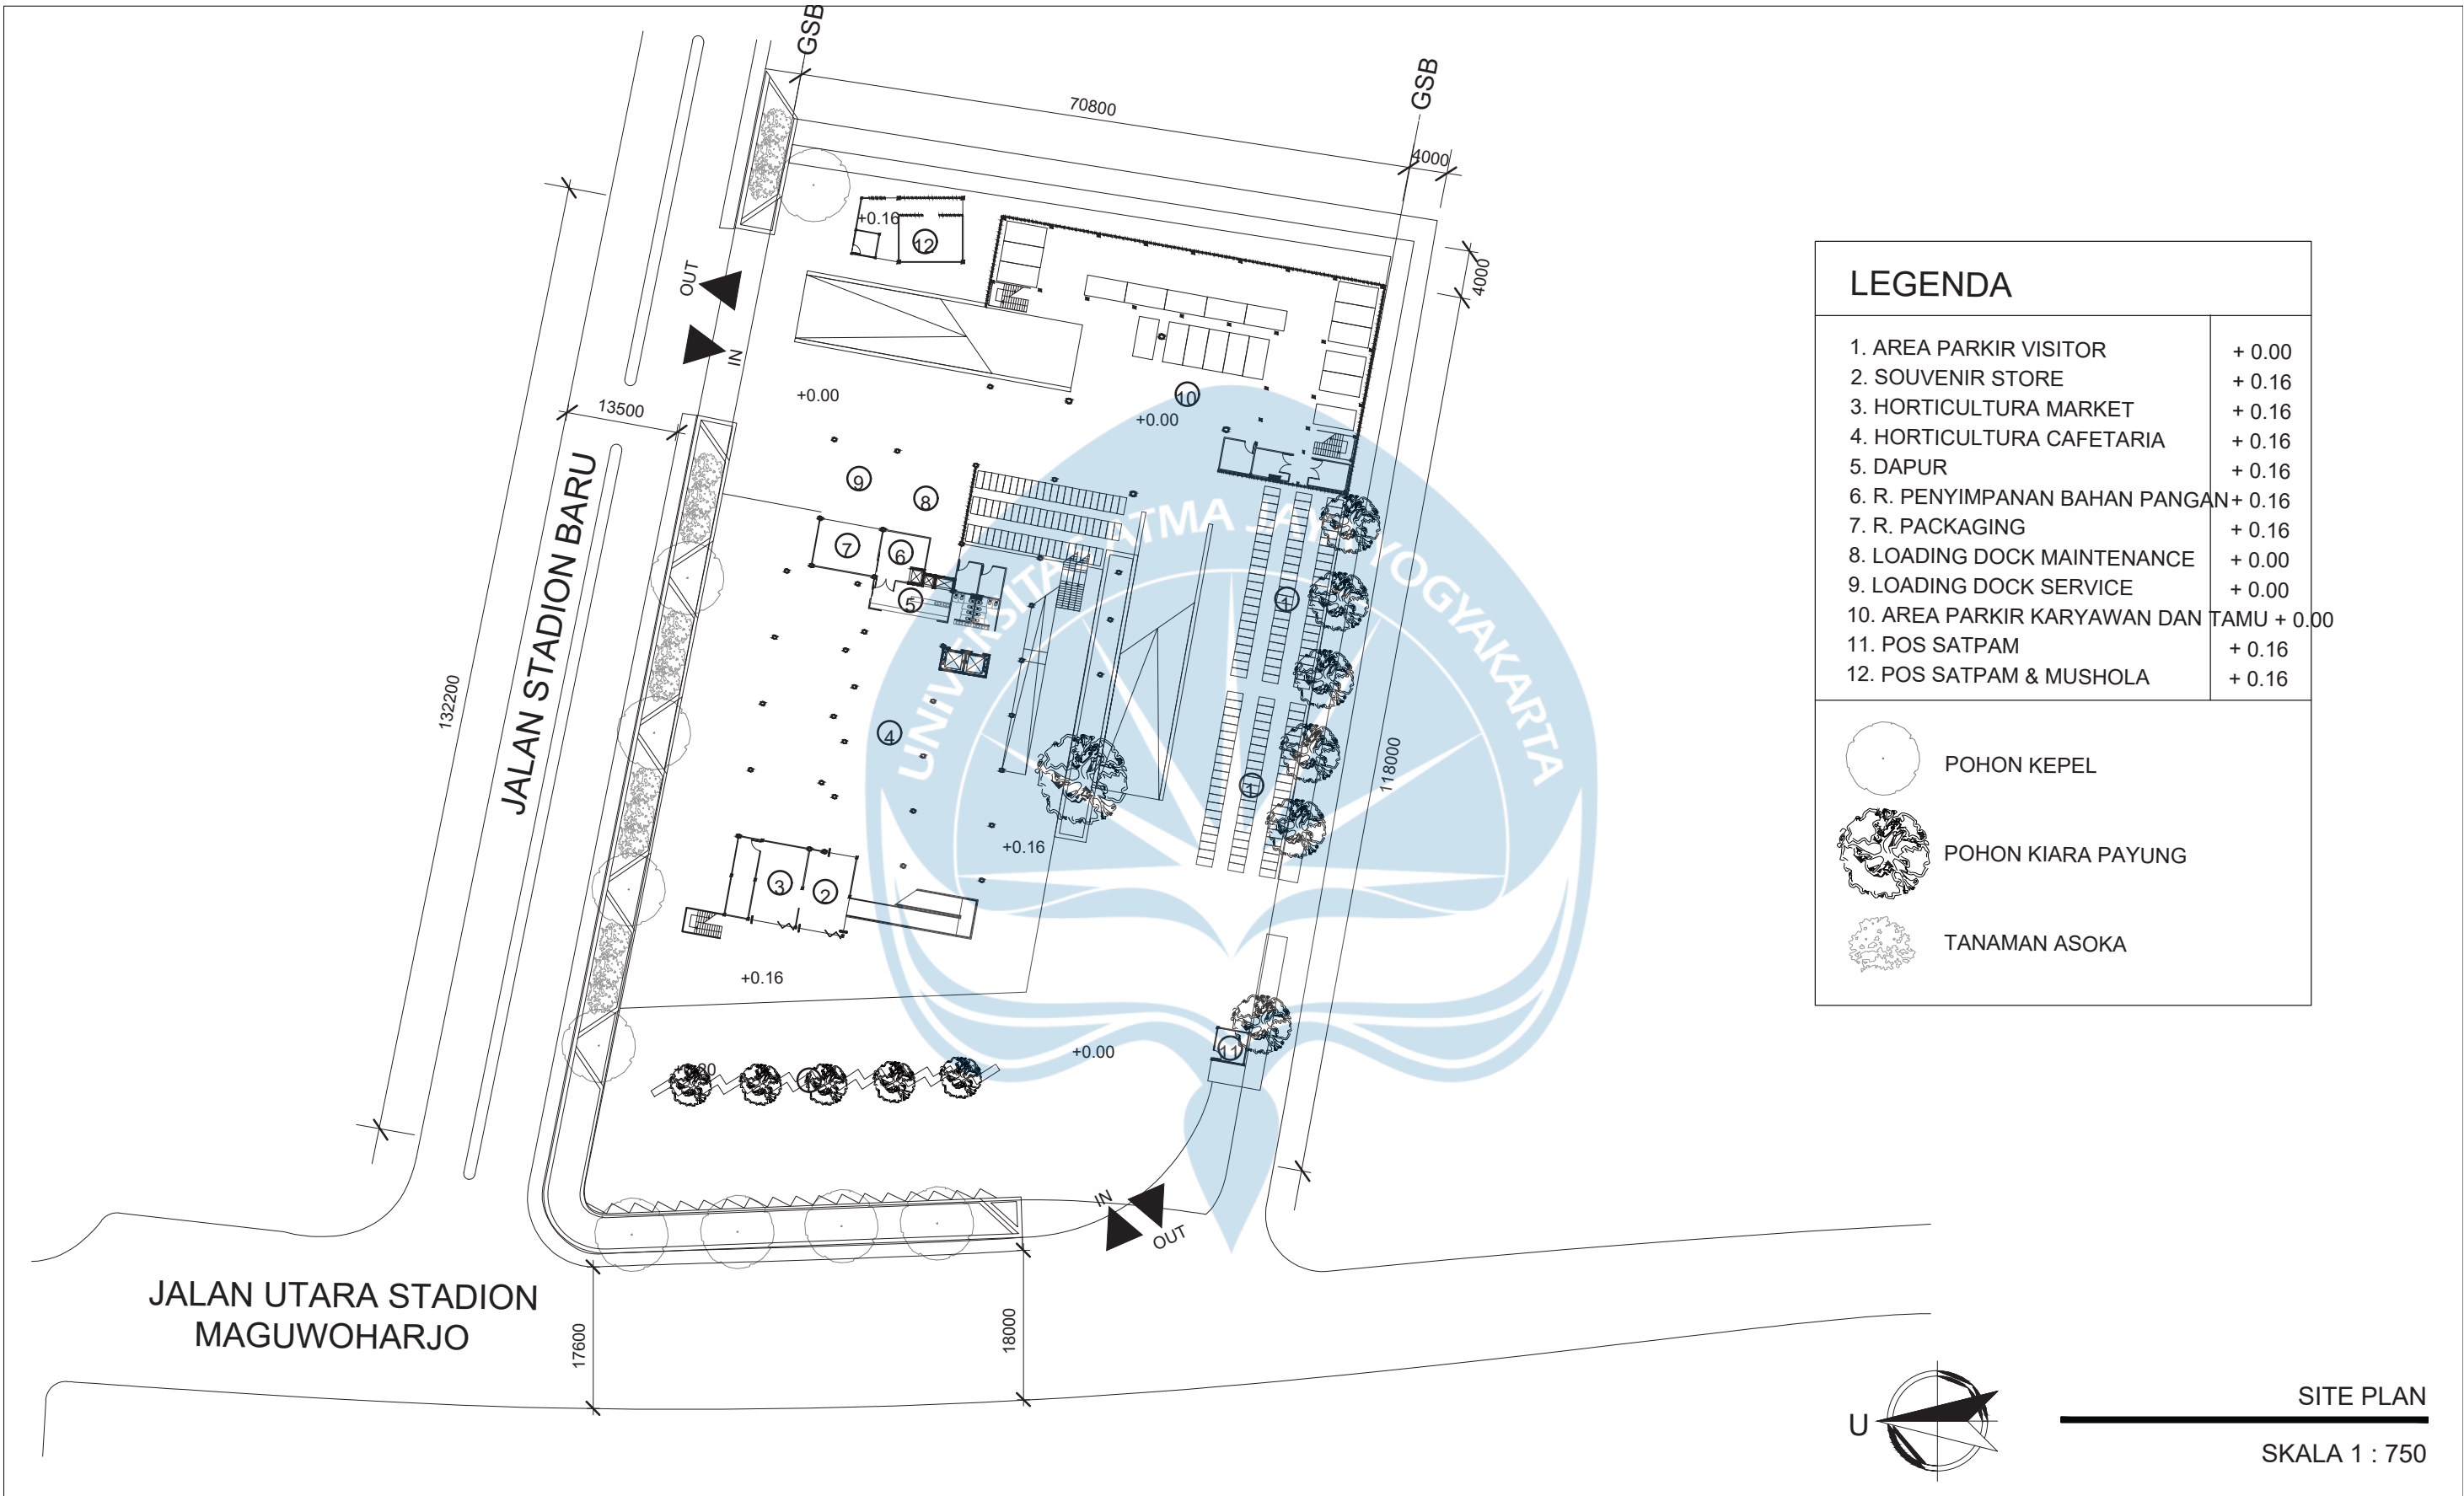 GSB
GSB
70800
4000
4000
+0.16
12
OUT
IN
13500
+0.00
10
+0.00
9
8
7
6
5
1
4
1
+0.16
3
2
+0.16
11
+0.00
132200
118000
JALAN STADION BARU
UNIVERSITAS ATMA JAYA YOGYAKARTA
IN
OUT
JALAN UTARA STADION
MAGUWOHARJO
17600
18000
LEGENDA
1. AREA PARKIR VISITOR + 0.00
2. SOUVENIR STORE + 0.16
3. HORTICULTURA MARKET + 0.16
4. HORTICULTURA CAFETARIA + 0.16
5. DAPUR + 0.16
6. R. PENYIMPANAN BAHAN PANGAN + 0.16
7. R. PACKAGING + 0.16
8. LOADING DOCK MAINTENANCE + 0.00
9. LOADING DOCK SERVICE + 0.00
10. AREA PARKIR KARYAWAN DAN TAMU + 0.00
11. POS SATPAM + 0.16
12. POS SATPAM & MUSHOLA + 0.16
POHON KEPEL
POHON KIARA PAYUNG
TANAMAN ASOKA
U
SITE PLAN
SKALA 1 : 750